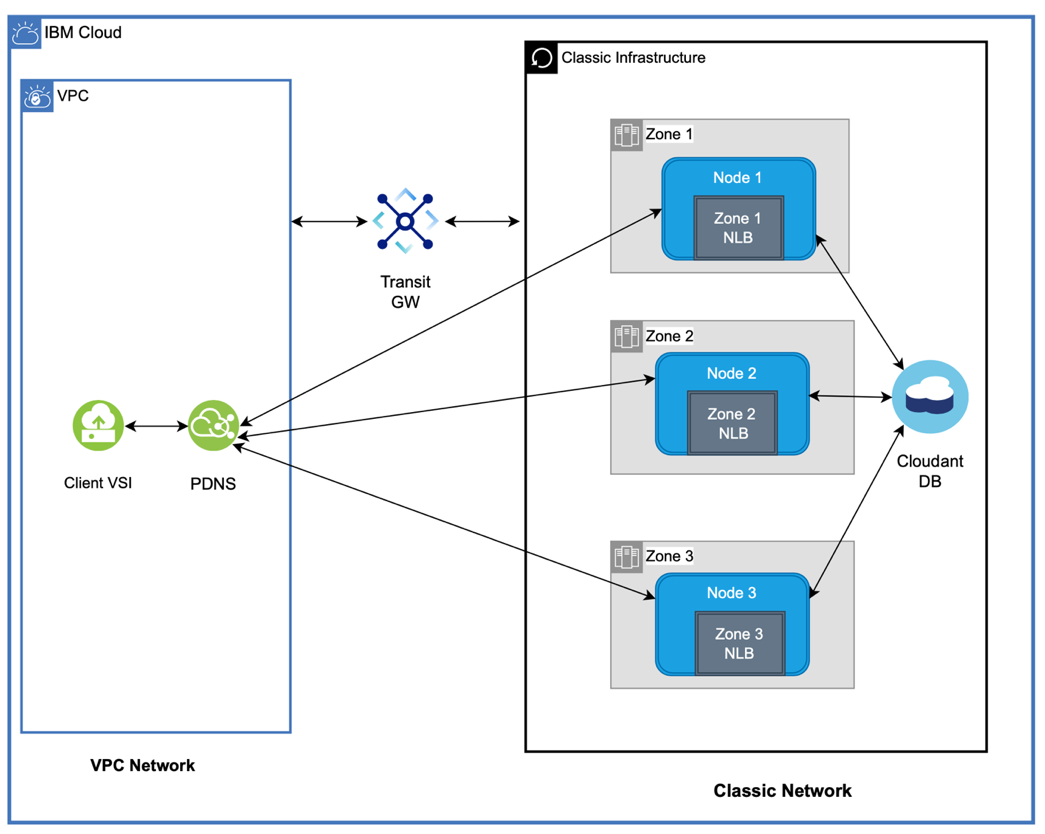 IBM Cloud
Classic Infrastructure
VPC
Zone 1
Node 1
Zone 1
NLB
Transit
GW
Zone 2
Node 2
Zone 2
NLB
Client VSI
PDNS
Cloudant
DB
Zone 3
Node 3
Zone 3
NLB
VPC Network
Classic Network